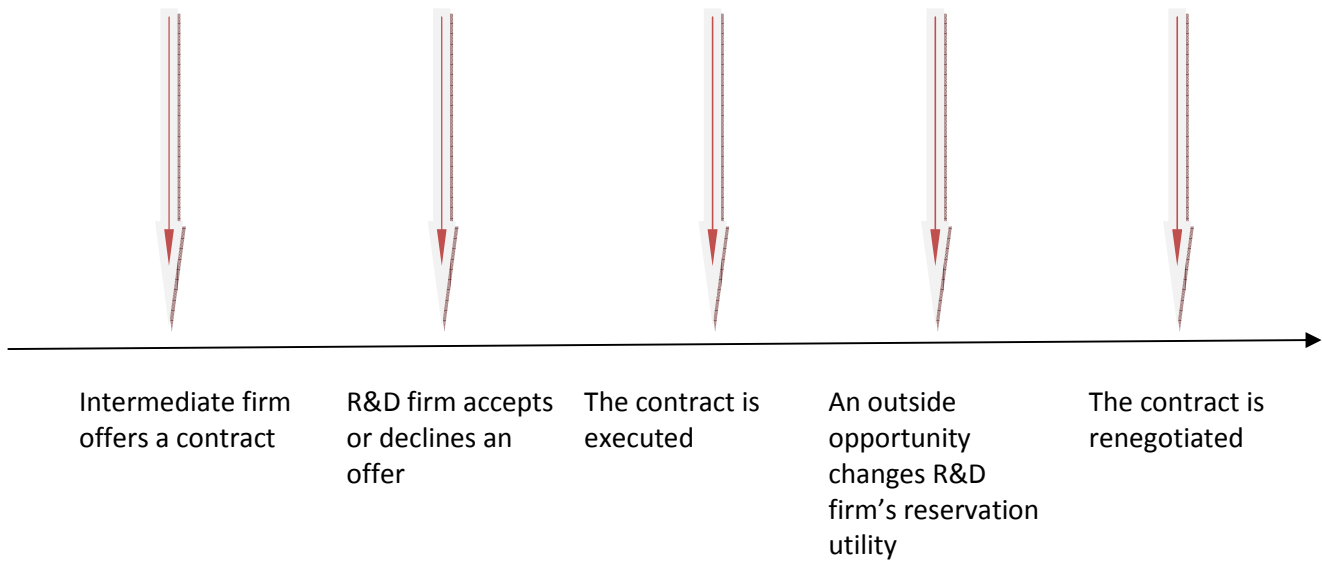 Intermediate firm
offers a contract
R&D firm accepts
or declines an
offer
The contract is
executed
An outside
opportunity
changes R&D
firm’s reservation
utility
The contract is
renegotiated